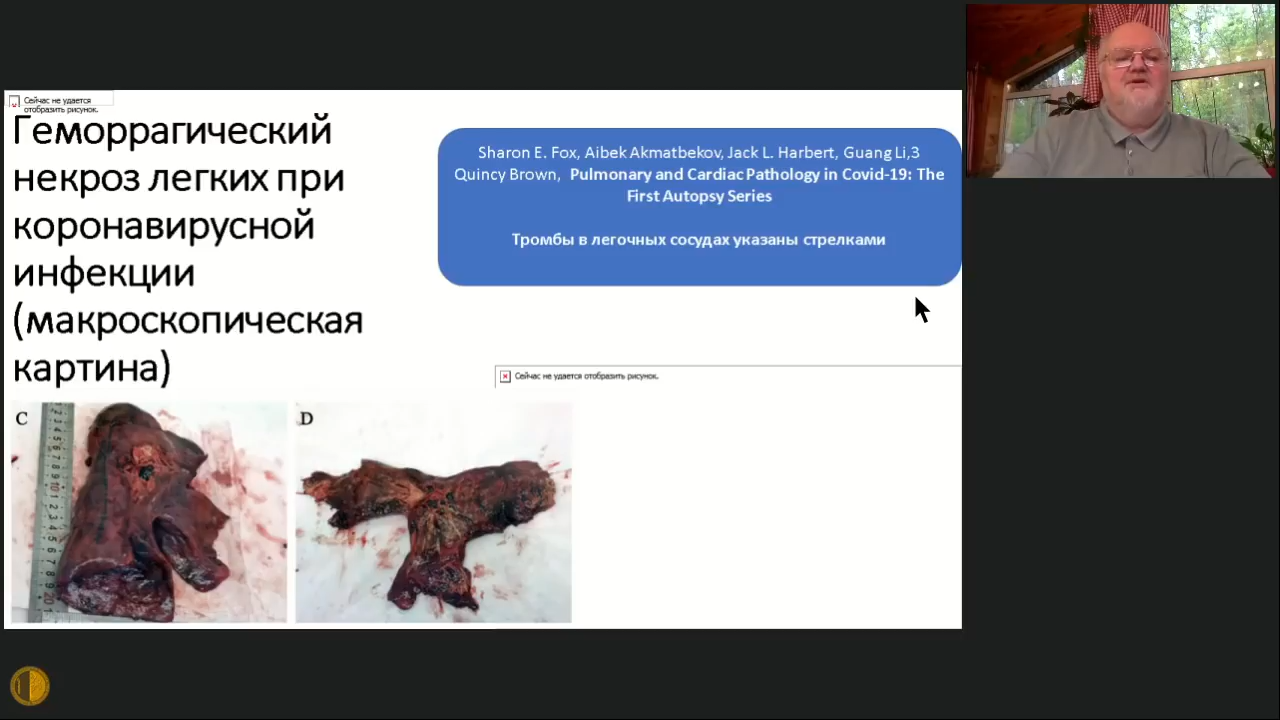 Сейчас не удается
отобразить рисунок.
Геморрагический
некроз легких при
коронавирусной
инфекции
(макроскопическая
картина)
Sharon E. Fox, Aibek Akmatbekov, Jack L. Harbert, Guang Li,3
Quincy Brown, Pulmonary and Cardiac Pathology in Covid-19: The
First Autopsy Series
Тромбы в легочных сосудах указаны стрелками
Сейчас не удается отобразить рисунок.
C
D